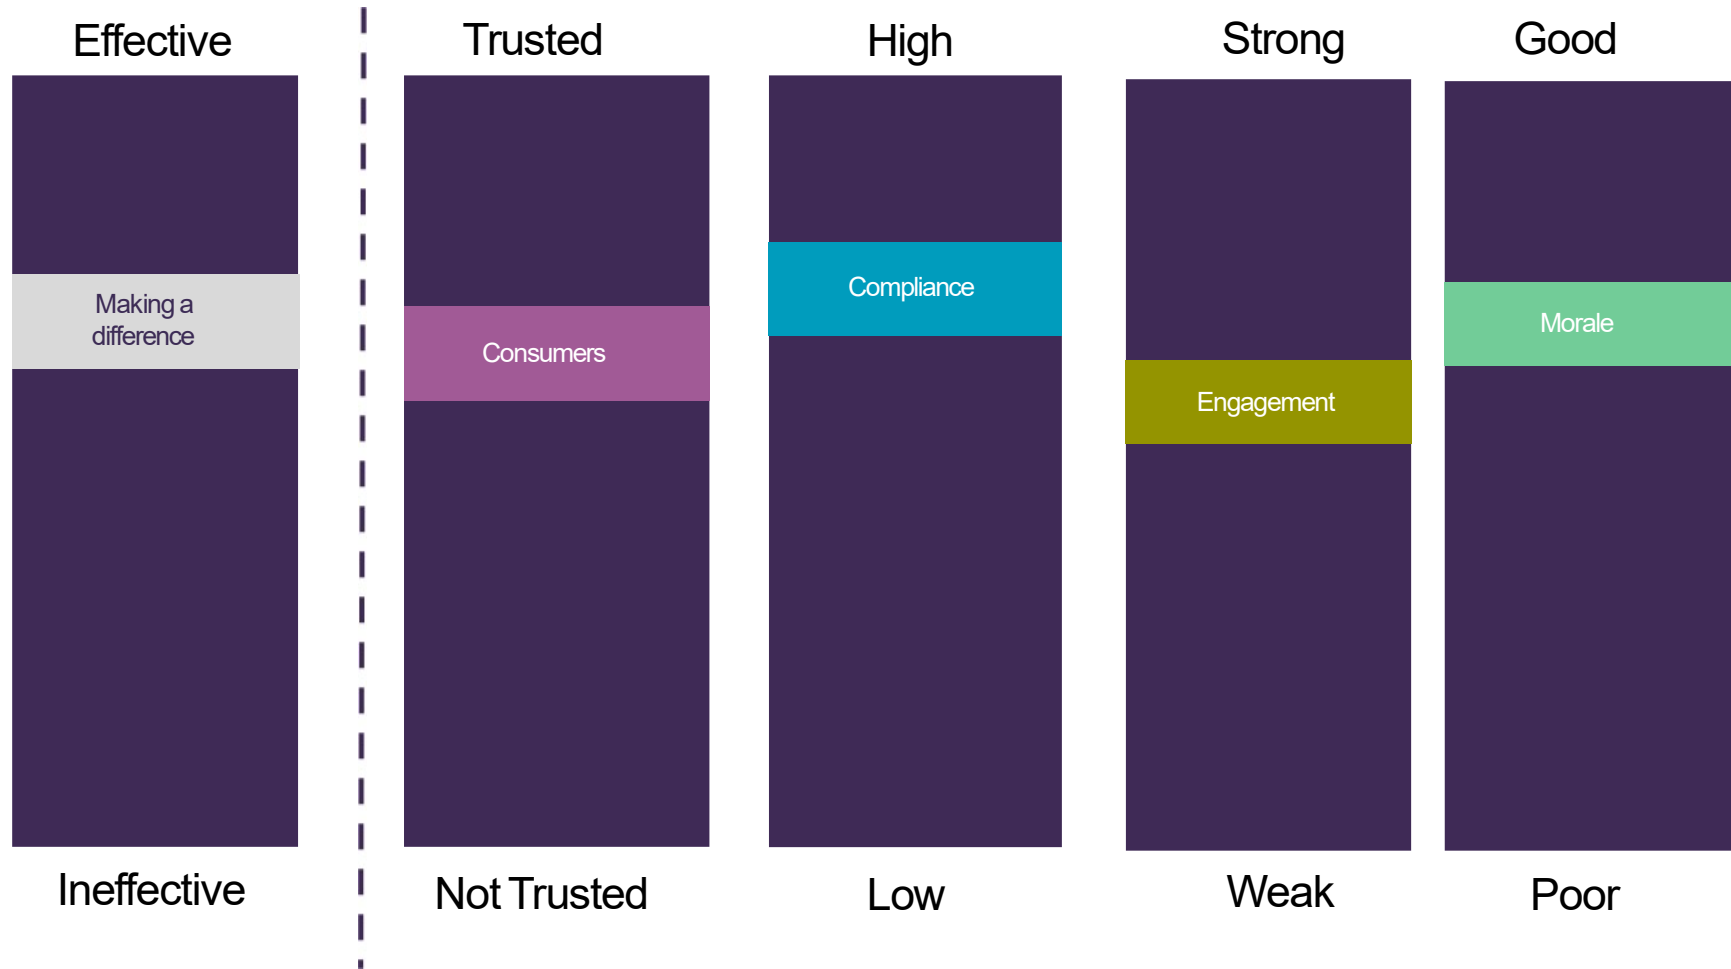 Effective
Trusted
High
Strong
Good
Making a
difference
Consumers
Compliance
Engagement
Morale
Ineffective
Not Trusted
Low
Weak
Poor